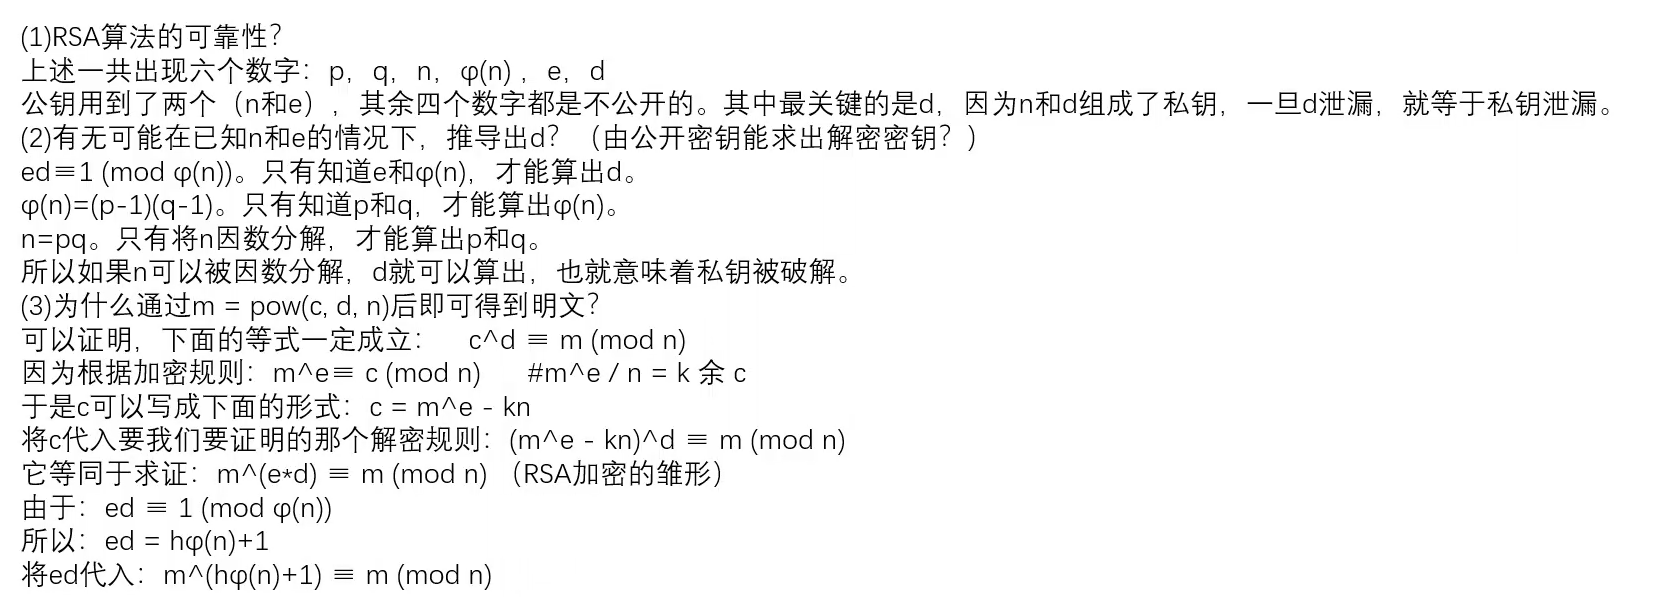 (1)RSA算法的可靠性？
上述一共出现六个数字：p，q，n，φ(n) ，e，d
公钥用到了两个（n和e）, 其余四个数字都是不公开的。其中最关键的是d，因为n和d组成了私钥，一旦d泄漏，就等于私钥泄漏。
(2)有无可能在已知n和e的情况下，推导出d？（由公开密钥能求出解密密钥？）
ed≡1 (mod φ(n))。只有知道e和φ(n)，才能算出d。
φ(n)=(p-1)(q-1)。只有知道p和q，才能算出φ(n)。
n=pq。只有将n因数分解，才能算出p和q。
所以如果n可以被因数分解，d就可以算出，也就意味着私钥被破解。
(3)为什么通过m = pow(c, d, n)后即可得到明文？
可以证明，下面的等式一定成立： c^d ≡ m (mod n)
因为根据加密规则：m^e≡ c (mod n) #m^e / n = k 余 c
于是c可以写成下面的形式：c = m^e - kn
将c代入要我们要证明的那个解密规则：(m^e - kn)^d ≡ m (mod n)
它等同于求证：m^(e*d) ≡ m (mod n) （RSA加密的雏形）
由于：ed ≡ 1 (mod φ(n))
所以：ed = hφ(n)+1
将ed代入：m^(hφ(n)+1) ≡ m (mod n)